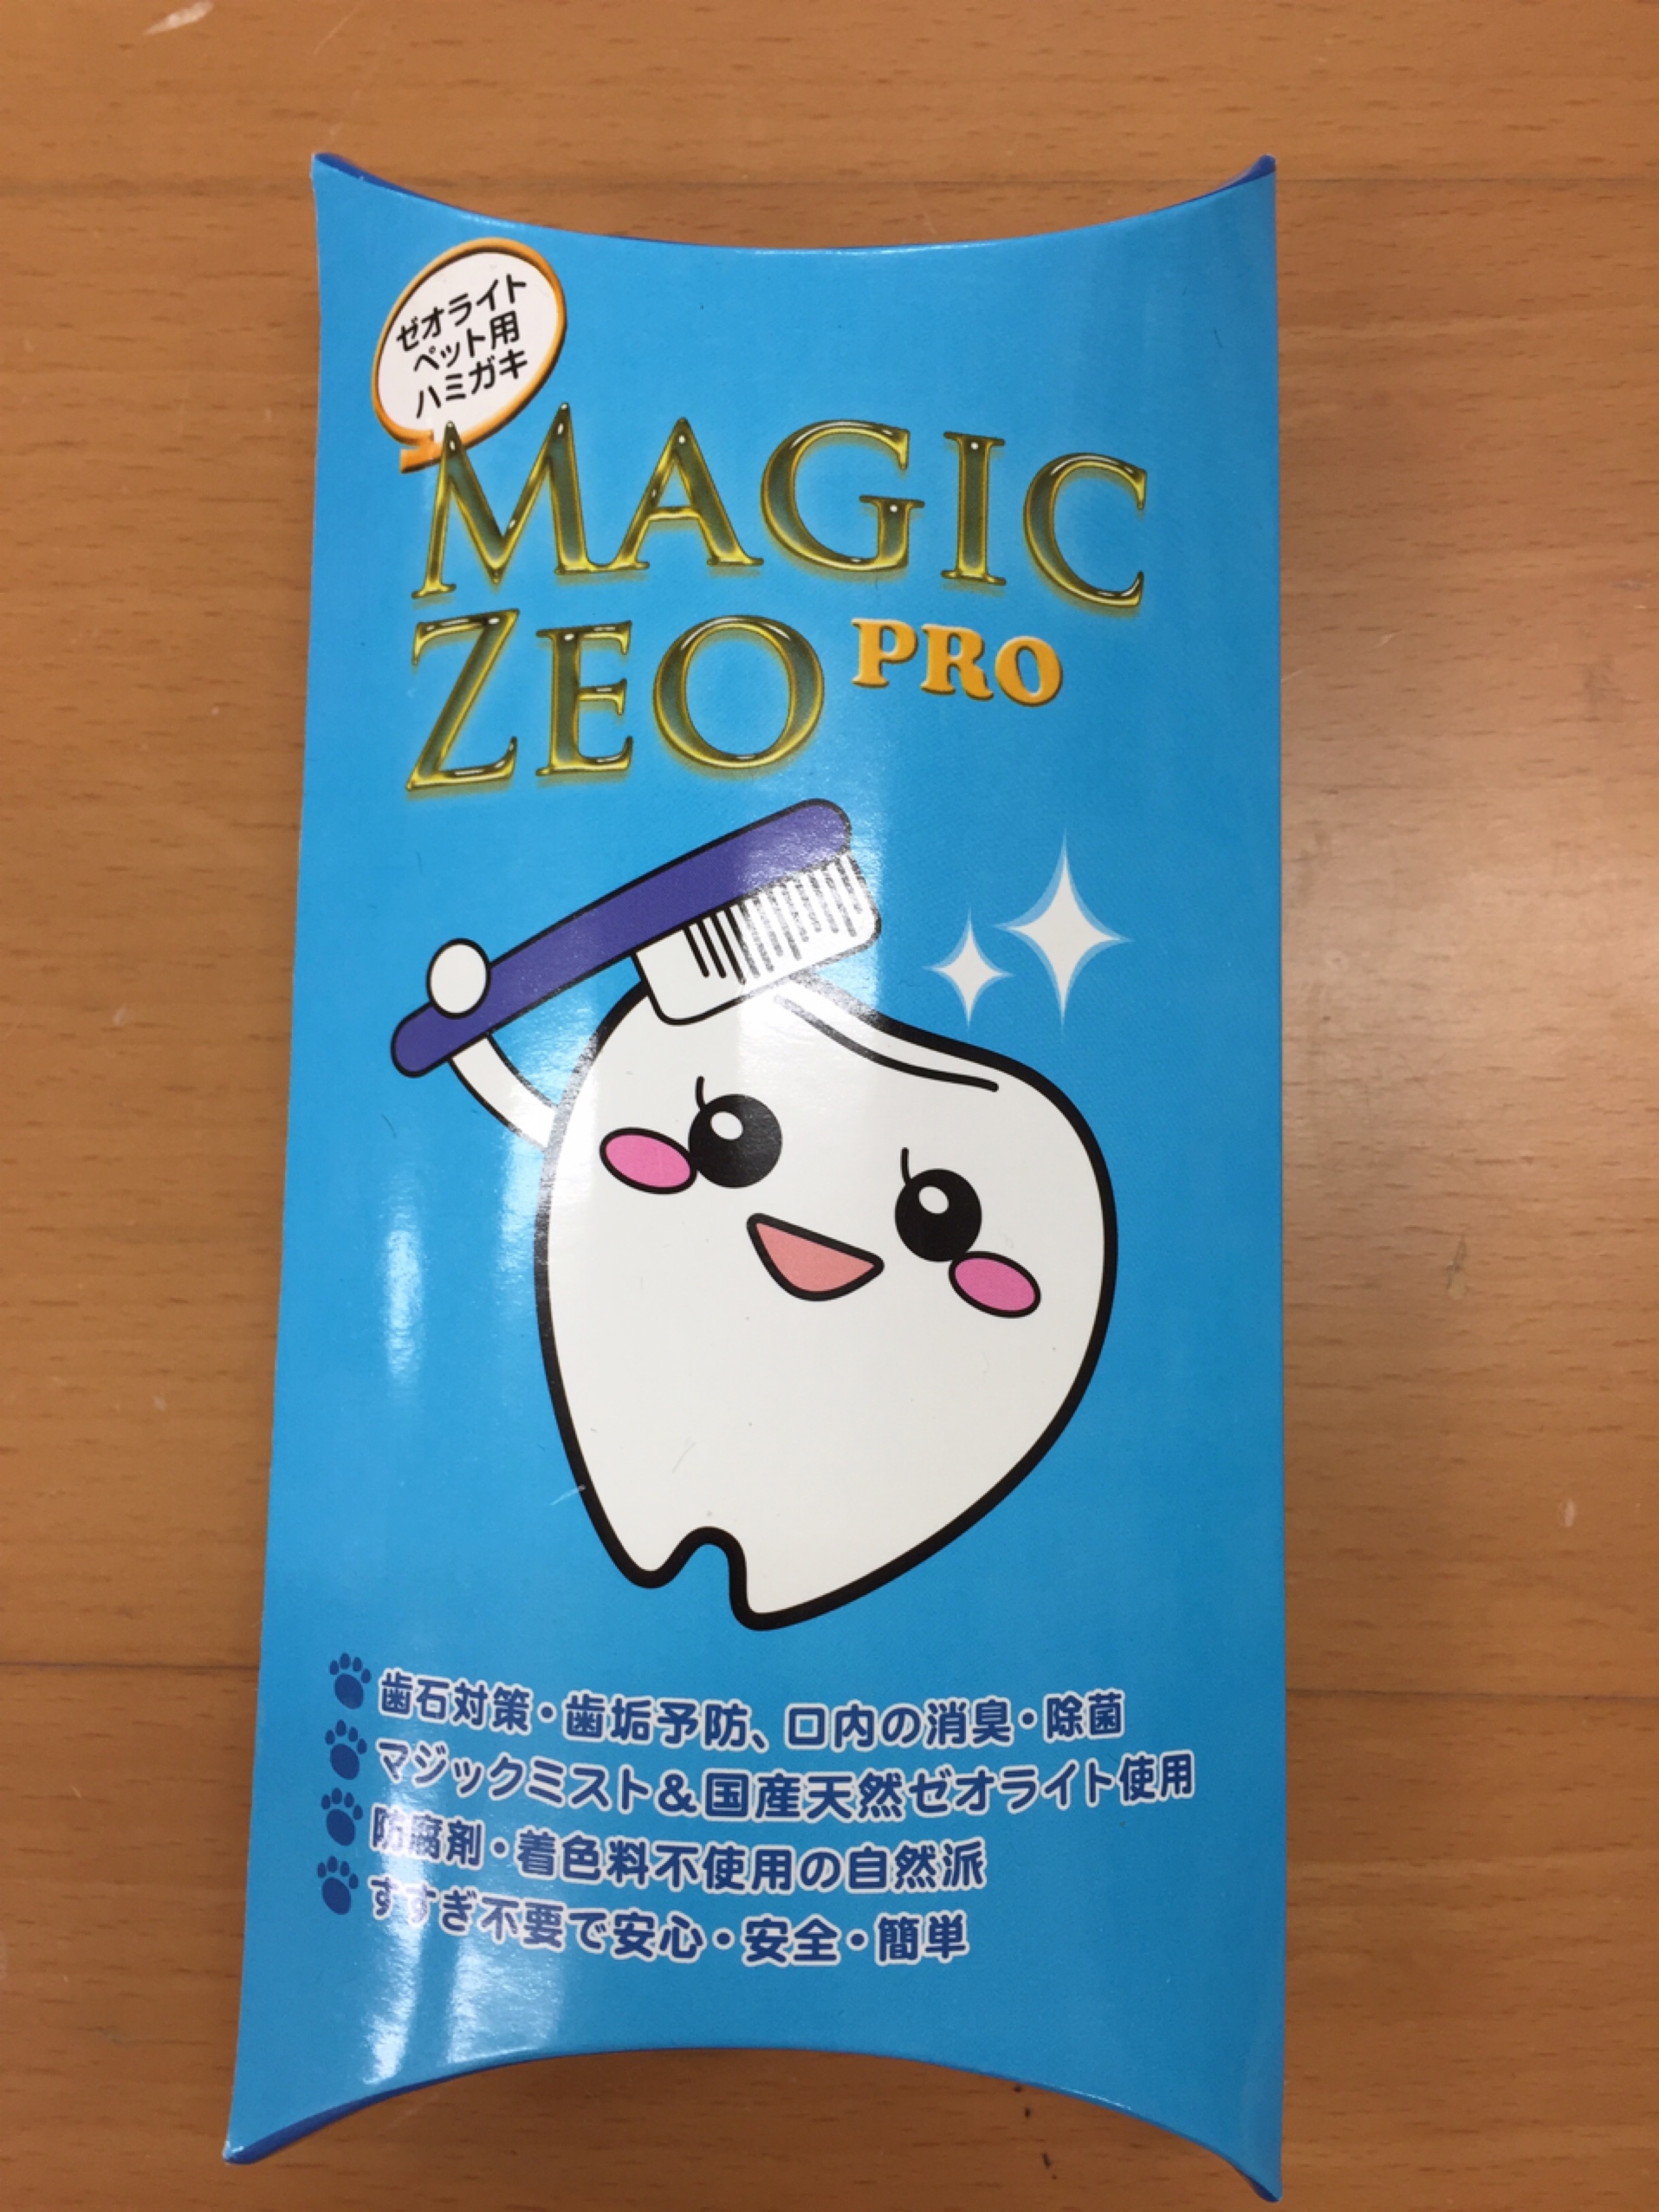 ゼオライト
ペット用
ハミガキ
MAGIC
ZEO PRO
歯石対策・歯垢予防、口内の消臭・除菌
マジックミスト&国産天然ゼオライト使用
防腐剤・着色料不使用の自然派
すすぎ不要で安心・安全・簡単